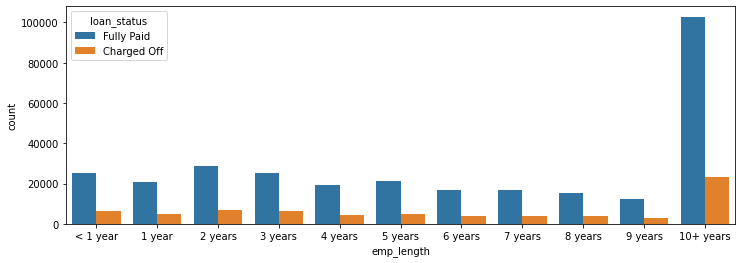 loan_status
Fully Paid
Charged Off
count
100000
80000
60000
40000
20000
0
< 1 year 1 year 2 years 3 years 4 years 5 years 6 years 7 years 8 years 9 years 10+ years
emp_length